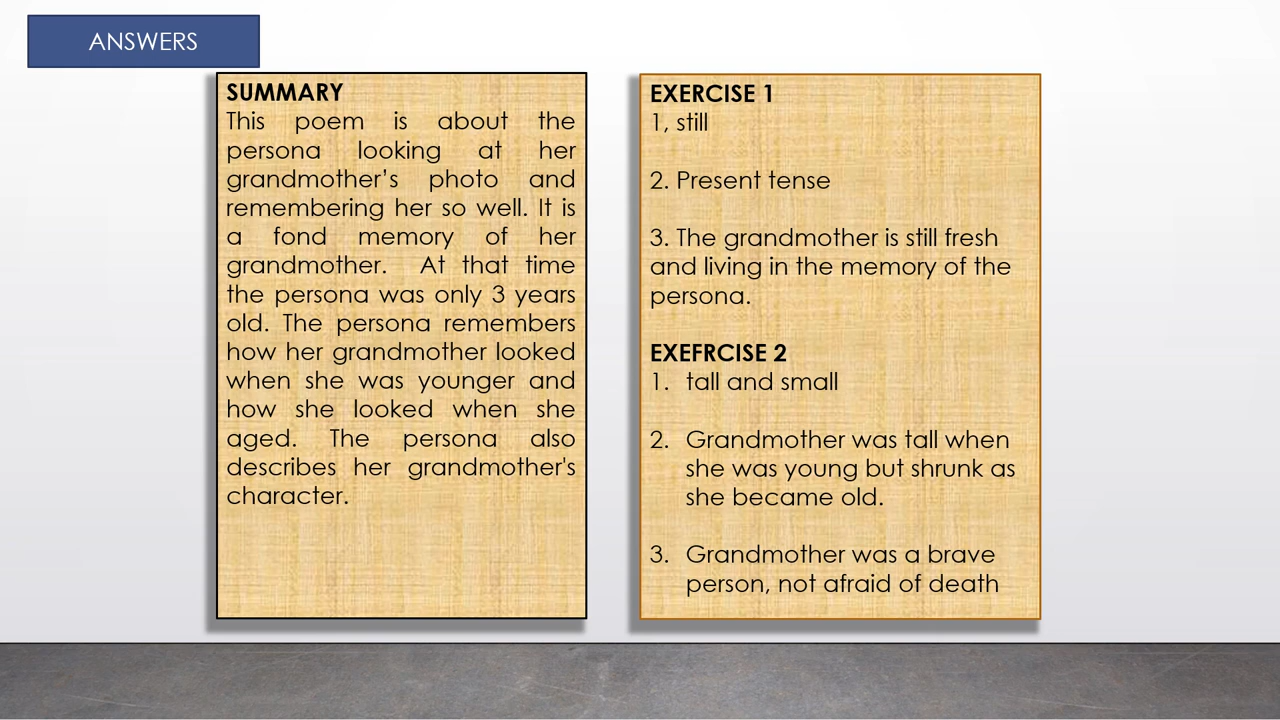 ANSWERS
SUMMARY
This poem is about the
persona looking at her
grandmother’s photo and
remembering her so well. It is
a fond memory of her
grandmother. At that time
the persona was only 3 years
old. The persona remembers
how her grandmother looked
when she was younger and
how she looked when she
aged. The persona also
describes her grandmother's
character.
EXERCISE 1
1, still
2. Present tense
3. The grandmother is still fresh
and living in the memory of the
persona.
EXEFRCISE 2
1. tall and small
2. Grandmother was tall when
she was young but shrunk as
she became old.
3. Grandmother was a brave
person, not afraid of death